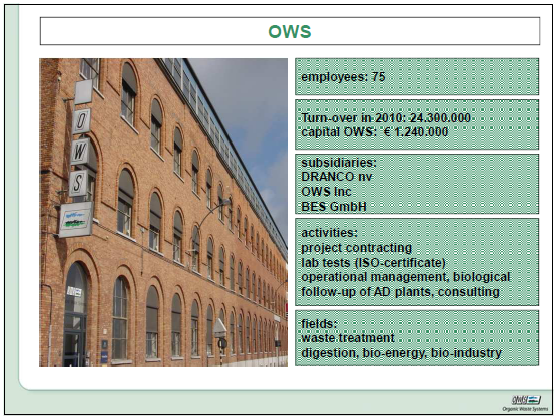 OWS
O
W
S
employees: 75
Turn-over in 2010: 24.300.000
capital OWS: € 1.240.000
subsidiaries:
DRANCO nv
OWS Inc
BES GmbH
activities:
project contracting
lab tests (ISO-certificate)
operational management, biological
follow-up of AD plants, consulting
fields:
waste treatment
digestion, bio-energy, bio-industry
OWS
Organic Waste Systems